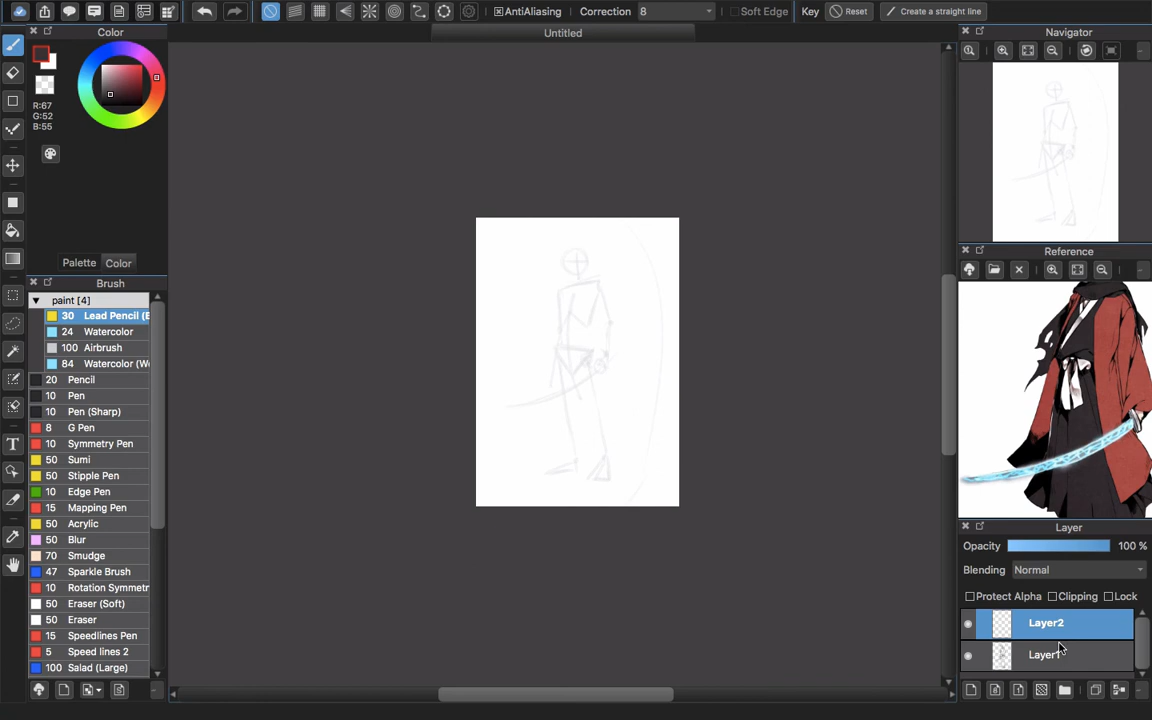 AntiAliasing Correction 8 Soft Edge Key Reset Create a straight line
Color Untitled Navigator
R:67
G:52
B:55
Palette Color
Reference
Brush
paint [4]
30 Lead Pencil (B
24 Watercolor
100 Airbrush
84 Watercolor (W
20 Pencil
10 Pen
10 Pen (Sharp)
8 G Pen
10 Symmetry Pen
50 Sumi
50 Stipple Pen
10 Edge Pen
15 Mapping Pen
50 Acrylic
50 Blur
70 Smudge
47 Sparkle Brush
10 Rotation Symmetr
50 Eraser (Soft)
50 Eraser
15 Speedlines Pen
5 Speed lines 2
100 Salad (Large)
Layer
Opacity 100 %
Blending Normal
Protect Alpha Clipping Lock
Layer2
Layer1